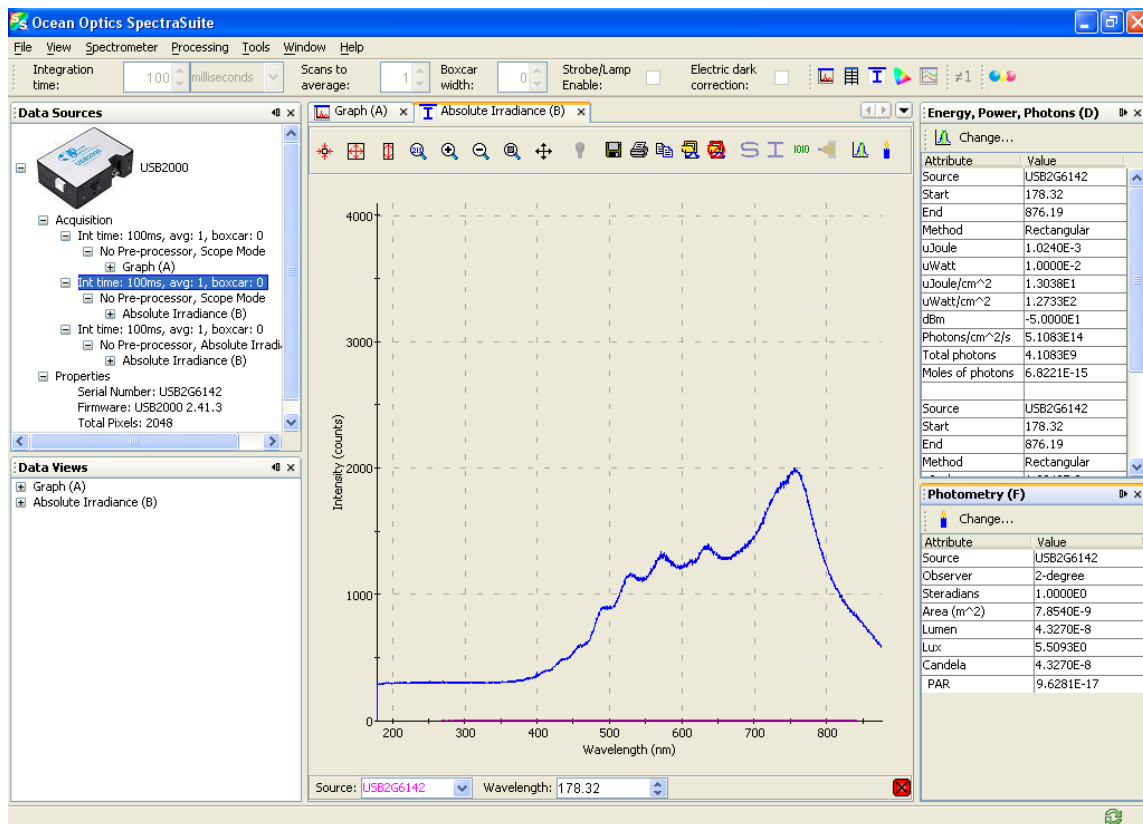 Ocean Optics SpectraSuite
File View Spectrometer Processing Tools Window Help
Integration time: 100 milliseconds Scans to average: 1 Boxcar width: 0 Strobe/Lamp Enable: Electric dark correction: ≠1
Data Sources
USB2000
Acquisition
Int time: 100ms, avg: 1, boxcar: 0
No Pre-processor, Scope Mode
Graph (A)
Int time: 100ms, avg: 1, boxcar: 0
No Pre-processor, Scope Mode
Absolute Irradiance (B)
Int time: 100ms, avg: 1, boxcar: 0
No Pre-processor, Absolute Irradi
Absolute Irradiance (B)
Properties
Serial Number: USB2G6142
Firmware: USB2000 2.41.3
Total Pixels: 2048
Data Views
Graph (A)
Absolute Irradiance (B)
Graph (A) Absolute Irradiance (B)
S I 1010
4000
3000
2000
1000
0
Intensity (counts)
200 300 400 500 600 700 800
Wavelength (nm)
Source: USB2G6142 Wavelength: 178.32
Energy, Power, Photons (D)
Change...
Attribute Value
Source USB2G6142
Start 178.32
End 876.19
Method Rectangular
uJoule 1.0240E-3
uWatt 1.0000E-2
uJoule/cm^2 1.3038E1
uWatt/cm^2 1.2733E2
dBm -5.0000E1
Photons/cm^2/s 5.1083E14
Total photons 4.1083E9
Moles of photons 6.8221E-15
Source USB2G6142
Start 178.32
End 876.19
Method Rectangular
Photometry (F)
Change...
Attribute Value
Source USB2G6142
Observer 2-degree
Steradians 1.0000E0
Area (m^2) 7.8540E-9
Lumen 4.3270E-8
Lux 5.5093E0
Candela 4.3270E-8
PAR 9.6281E-17